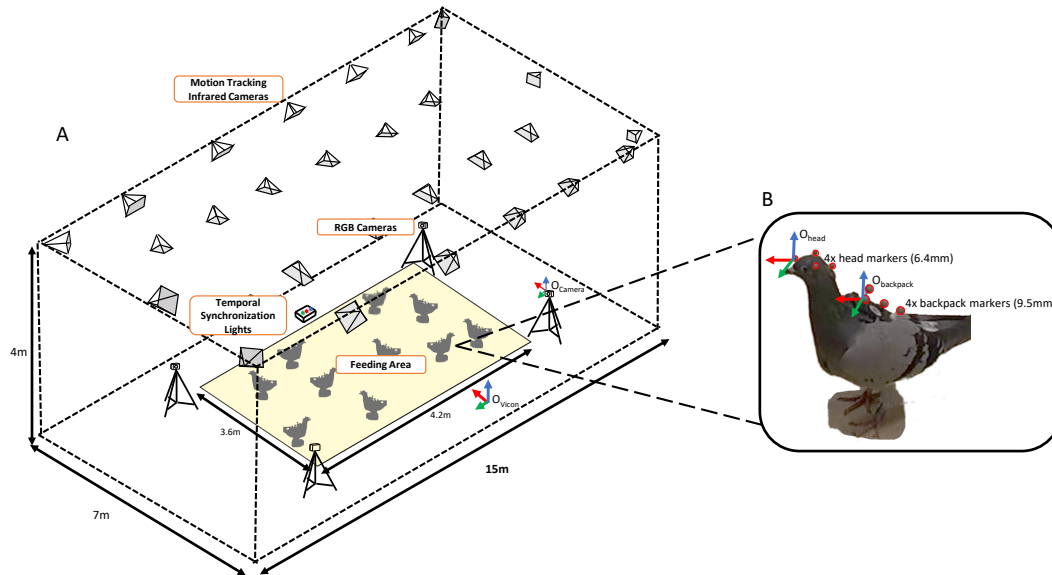 A
Motion Tracking
Infrared Cameras
RGB Cameras
Temporal
Synchronization
Lights
Feeding Area
O_Camera
O_Vicon
4m
3.6m
4.2m
7m
15m
B
O_head
4x head markers (6.4mm)
O_backpack
4x backpack markers (9.5mm